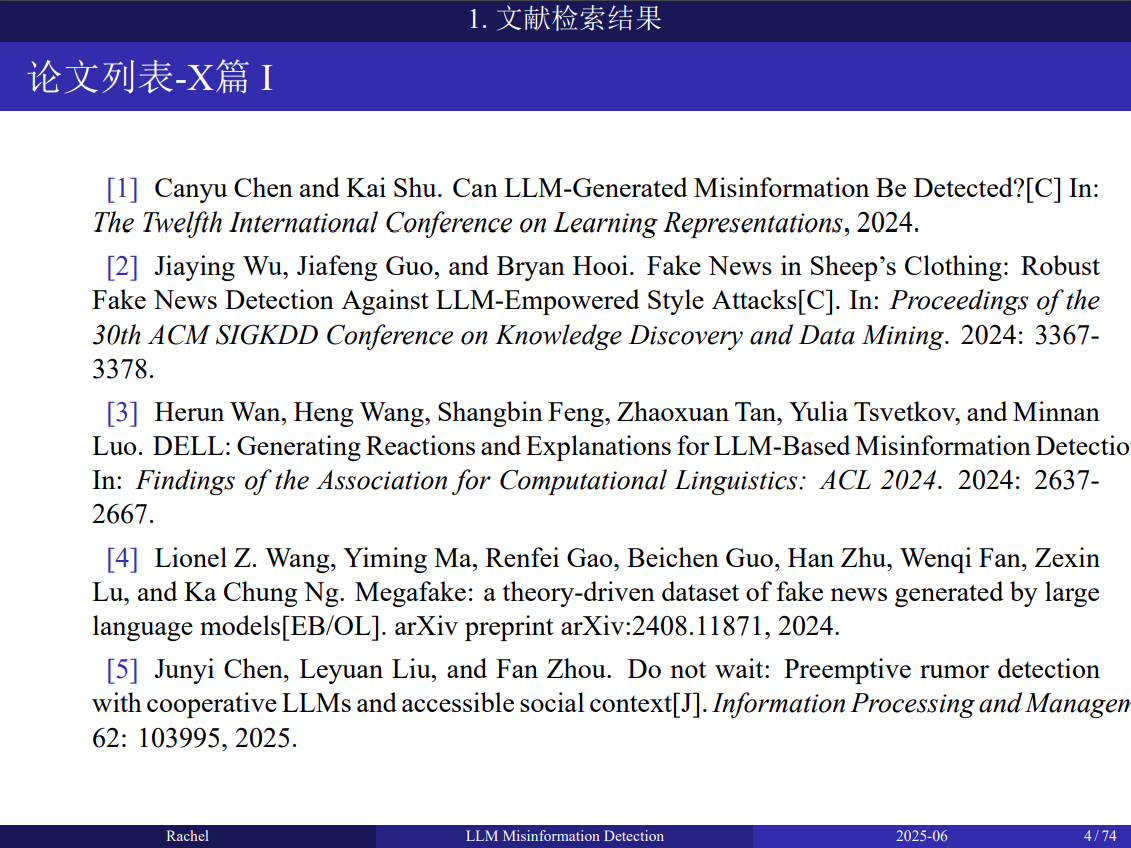 1. 文献检索结果
论文列表-X篇 I
[1] Canyu Chen and Kai Shu. Can LLM-Generated Misinformation Be Detected?[C] In:
The Twelfth International Conference on Learning Representations, 2024.
[2] Jiaying Wu, Jiafeng Guo, and Bryan Hooi. Fake News in Sheep’s Clothing: Robust
Fake News Detection Against LLM-Empowered Style Attacks[C]. In: Proceedings of the
30th ACM SIGKDD Conference on Knowledge Discovery and Data Mining. 2024: 3367-
3378.
[3] Herun Wan, Heng Wang, Shangbin Feng, Zhaoxuan Tan, Yulia Tsvetkov, and Minnan
Luo. DELL: Generating Reactions and Explanations for LLM-Based Misinformation Detectio
In: Findings of the Association for Computational Linguistics: ACL 2024. 2024: 2637-
2667.
[4] Lionel Z. Wang, Yiming Ma, Renfei Gao, Beichen Guo, Han Zhu, Wenqi Fan, Zexin
Lu, and Ka Chung Ng. Megafake: a theory-driven dataset of fake news generated by large
language models[EB/OL]. arXiv preprint arXiv:2408.11871, 2024.
[5] Junyi Chen, Leyuan Liu, and Fan Zhou. Do not wait: Preemptive rumor detection
with cooperative LLMs and accessible social context[J]. Information Processing and Managem
62: 103995, 2025.
Rachel LLM Misinformation Detection 2025-06 4 / 74